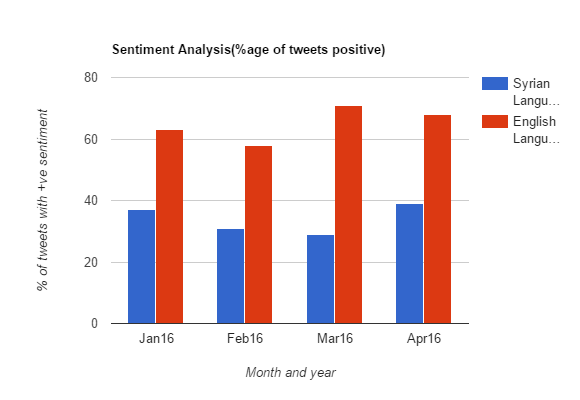 Sentiment Analysis(%age of tweets positive)
80
60
40
20
0
% of tweets with +ve sentiment
Jan16
Feb16
Mar16
Apr16
Month and year
Syrian
Langu…
English
Langu…